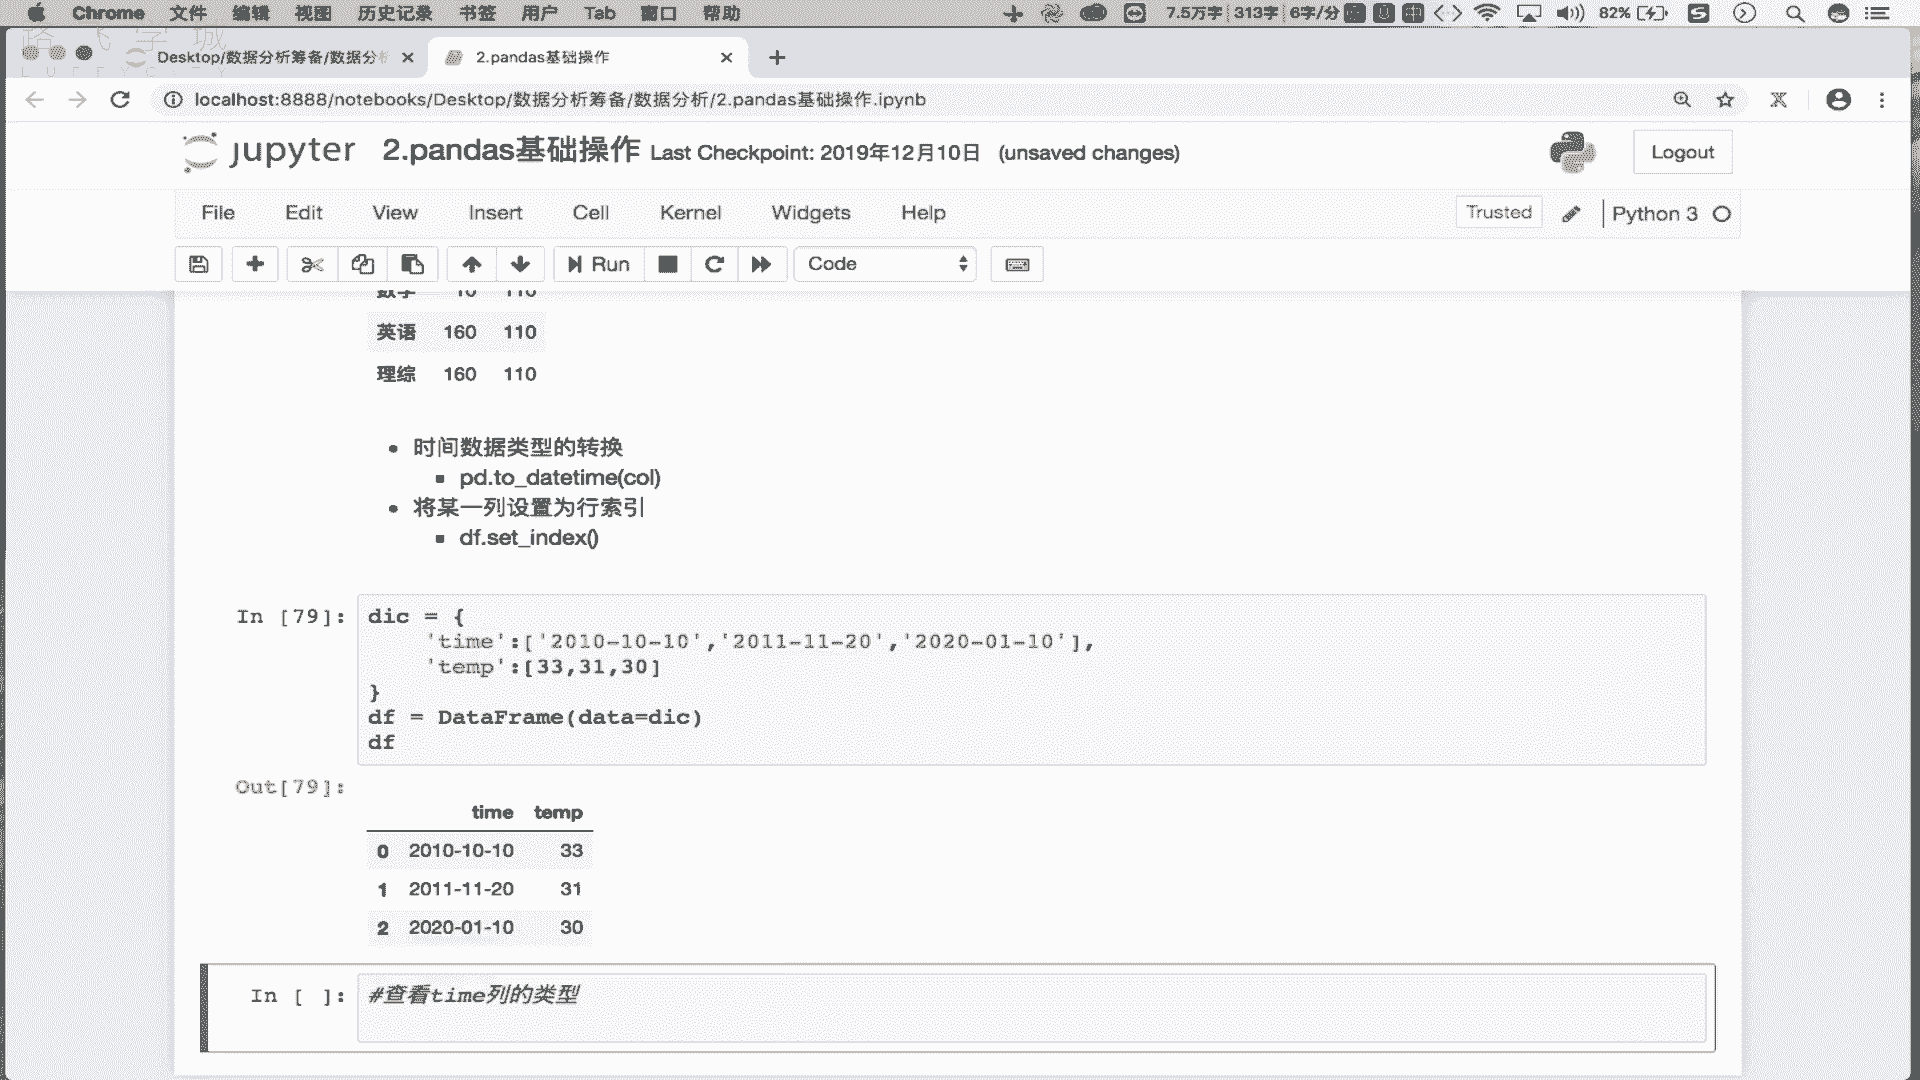 Chrome 文件 编辑 视图 历史记录 书签 用户 Tab 窗口 帮助 7.5万字 313字 6字/分 中 82%
路飞学城
Desktop/数据分析筹备/数据分析 2.pandas基础操作
localhost:8888/notebooks/Desktop/数据分析筹备/数据分析/2.pandas基础操作.ipynb
jupyter 2.pandas基础操作 Last Checkpoint: 2019年12月10日 (unsaved changes) Logout
File Edit View Insert Cell Kernel Widgets Help Trusted Python 3
Run Code
数学 10 110
英语 160 110
理综 160 110
• 时间数据类型的转换
▪ pd.to_datetime(col)
• 将某一列设置为行索引
▪ df.set_index()
In [79]: dic = {
'time':['2010-10-10','2011-11-20','2020-01-10'],
'temp':[33,31,30]
}
df = DataFrame(data=dic)
df
Out[79]:
time temp
0 2010-10-10 33
1 2011-11-20 31
2 2020-01-10 30
In [ ]: #查看time列的类型